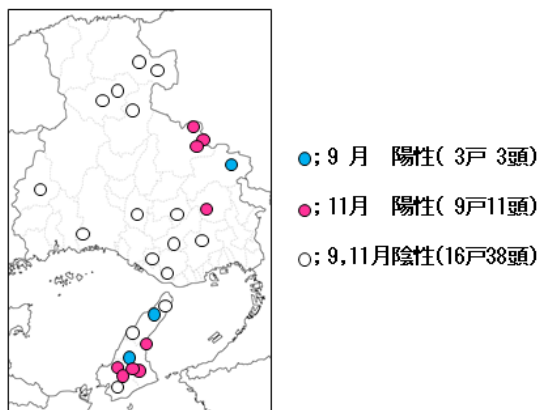 ●; 9 月 陽性( 3戸 3頭)
●; 11月 陽性( 9戸11頭)
○; 9,11月陰性(16戸38頭)